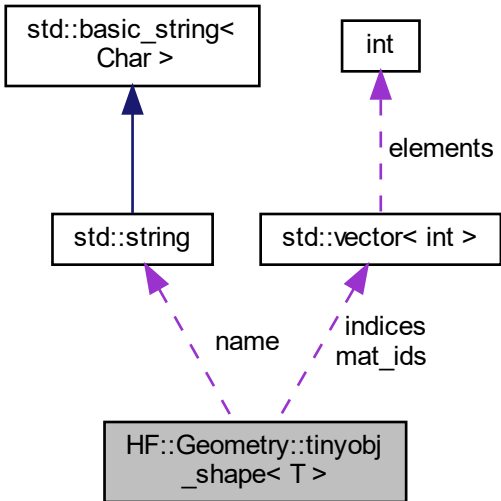 std::basic_string<
Char >
int
elements
std::string
std::vector< int >
name
indices
mat_ids
HF::Geometry::tinyobj
_shape< T >